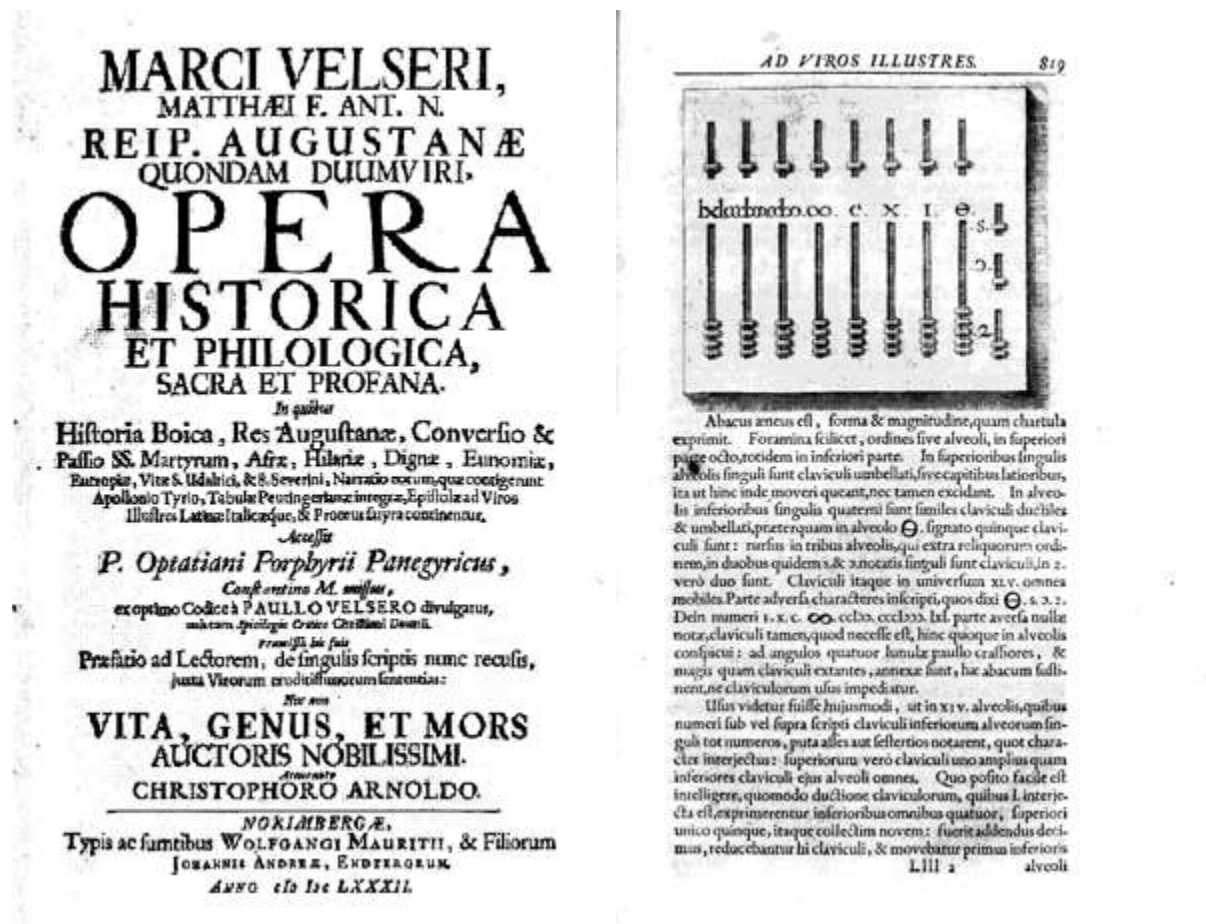 MARCI VELSERI,
MATTHÆI F. ANT. N.
REIP. AUGUSTANÆ
QUONDAM DUUMVIRI,
OPERA
HISTORICA
ET PHILOLOGICA,
SACRA ET PROFANA.
In quibus
Hiſtoria Boica, Res Auguſtanæ, Converſio &
Paſſio SS. Martyrum, Afræ, Hilariæ, Dignæ, Eunomiæ,
Eutropiæ, Vitæ S. Udalrici, & S. Severini, Narratio eorum, quæ contigerunt
Apollonio Tyrio, Tabulæ Peutingerianæ integræ, Epiſtolæ ad Viros
Illuſtres Latinæ Italicæque, & Proteus ſatyra continentur.
Acceſſit
P. Optatiani Porphyrii Panegyricus,
Conſtantino M. miſſus,
ex optimo Codice à PAULLO VELSERO divulgatus,
Præmiſſa hic fuit
Præfatio ad Lectorem, de ſingulis ſcriptis nunc recuſis,
juxta Virorum eruditiſſimorum ſententias:
Nec non
VITA, GENUS, ET MORS
AUCTORIS NOBILISSIMI.
Accurante
CHRISTOPHORO ARNOLDO.
NORIMBERGÆ,
Typis ac ſumtibus WOLFGANGI MAURITII, & Filiorum
JOHANNIS ANDREÆ, ENDTERORUM.
ANNO cIɔ Iɔc LXXXII.
AD VIROS ILLUSTRES. 819
∞. C. X. I. Ө.
S.
Ɔ.
2
Abacus æneus eſt, forma & magnitudine, quam chartula
exprimit. Foramina ſcilicet, ordines ſive alveoli, in ſuperiori
parte octo, totidem in inferiori parte. In ſuperioribus ſingulis
alveolis ſinguli ſunt claviculi umbellati, ſive capitibus latioribus,
ita ut hinc inde moveri queant, nec tamen excidant. In alveo-
lis inferioribus ſingulis quaterni ſunt ſimiles claviculi ductiles
& umbellati, præterquam in alveolo Ө. ſignato quinque clavi-
culi ſunt: rurſus in tribus alveolis, qui extra reliquorum ordi-
nem, in duobus quidem s. & ɔ. notatis ſinguli ſunt claviculi, in 2.
verò duo ſunt. Claviculi itaque in univerſum XLV. omnes
mobiles. Parte adverſa characteres inſcripti, quos dixi Ө. s. ɔ. 2.
Dein numeri I. X. C. ∞. ccIɔɔ. cccIɔɔɔ. |x|. parte averſa nullæ
notæ, claviculi tamen, quod neceſſe eſt, hinc quoque in alveolis
conſpicui: ad angulos quatuor lunulæ paullo craſſiores, &
magis quam claviculi extantes, annexæ ſunt, hæ abacum ſuſti-
nent, ne claviculorum uſus impediatur.
Uſus videtur fuiſſe hujusmodi, ut in XIV. alveolis, quibus
numeri ſub vel ſupra ſcripti claviculi inferiorum alveorum ſin-
guli tot numeros, puta aſſes aut ſeſtertios notarent, quot chara-
cter interjectus: ſuperiorum verò claviculi uno amplius quam
inferiores claviculi ejus alveoli omnes. Quo poſito facile eſt
intelligere, quomodo ductione claviculorum, quibus I. interje-
cta eſt, exprimerentur inferioribus omnibus quatuor, ſuperiori
unico quinque, itaque collectim novem: fuerit addendus deci-
mus, reducebantur hi claviculi, & movebatur primus inferioris
Lllll 2 alveoli